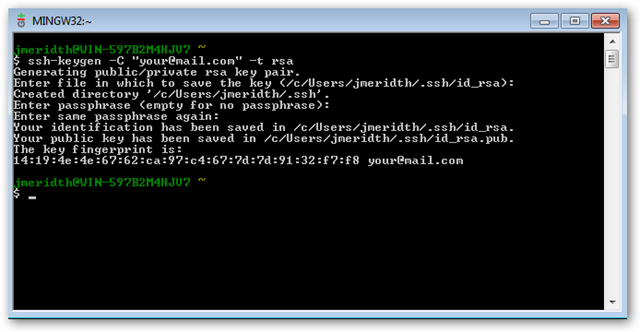 MINGW32:~
jmeridth@WIN-597B2M4HJV7 ~
$ ssh-keygen -C "your@mail.com" -t rsa
Generating public/private rsa key pair.
Enter file in which to save the key (/c/Users/jmeridth/.ssh/id_rsa):
Created directory '/c/Users/jmeridth/.ssh'.
Enter passphrase (empty for no passphrase):
Enter same passphrase again:
Your identification has been saved in /c/Users/jmeridth/.ssh/id_rsa.
Your public key has been saved in /c/Users/jmeridth/.ssh/id_rsa.pub.
The key fingerprint is:
14:19:4e:4e:67:62:ca:97:c4:67:7d:7d:91:32:f7:f8 your@mail.com
jmeridth@WIN-597B2M4HJV7 ~
$ _